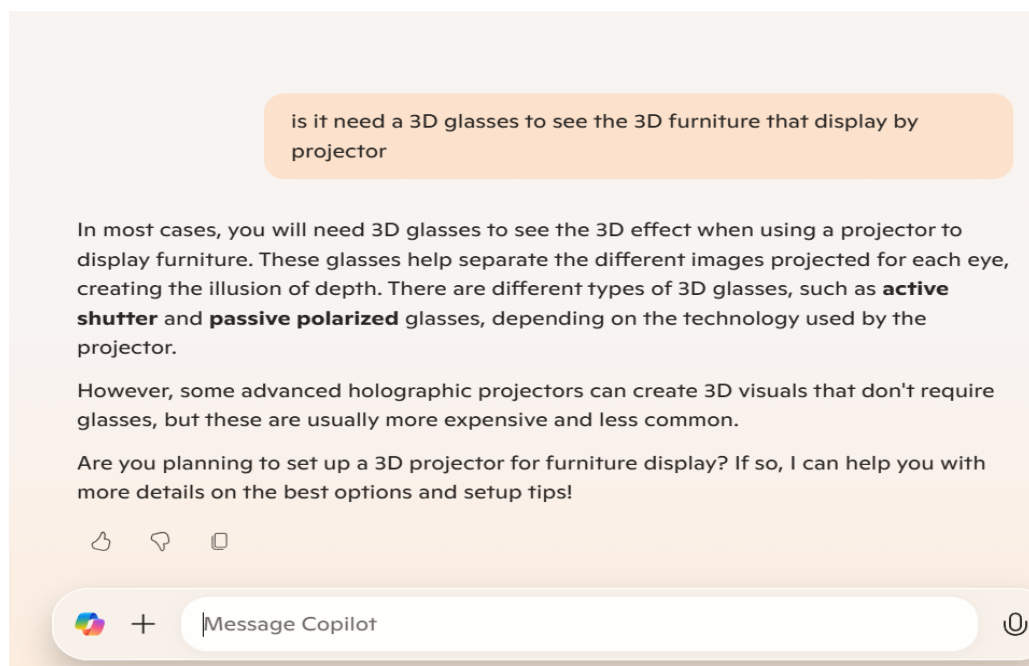 is it need a 3D glasses to see the 3D furniture that display by
projector
In most cases, you will need 3D glasses to see the 3D effect when using a projector to
display furniture. These glasses help separate the different images projected for each eye,
creating the illusion of depth. There are different types of 3D glasses, such as active
shutter and passive polarized glasses, depending on the technology used by the
projector.
However, some advanced holographic projectors can create 3D visuals that don't require
glasses, but these are usually more expensive and less common.
Are you planning to set up a 3D projector for furniture display? If so, I can help you with
more details on the best options and setup tips!
Message Copilot